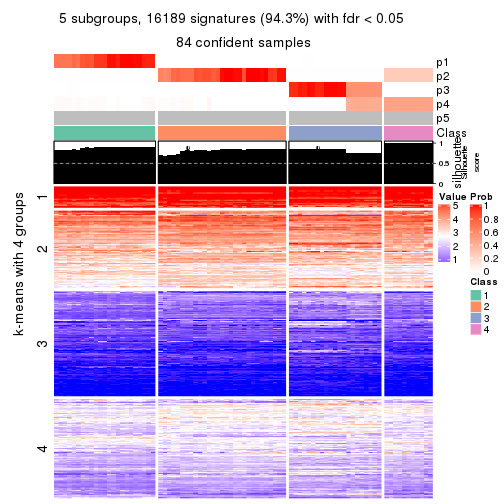 5 subgroups, 16189 signatures (94.3%) with fdr < 0.05
84 confident samples
p1
p2
p3
p4
p5
Class
1
0.5
0
silhouette
Silhouette
score
k-means with 4 groups
1
2
3
4
Value
5
4
3
2
1
Prob
1
0.8
0.6
0.4
0.2
0
Class
1
2
3
4